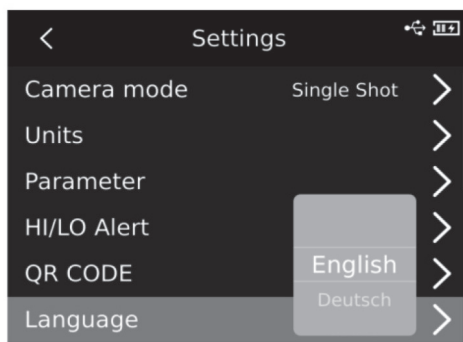 Settings
Camera mode Single Shot
Units
Parameter
HI/LO Alert
QR CODE
English
Deutsch
Language